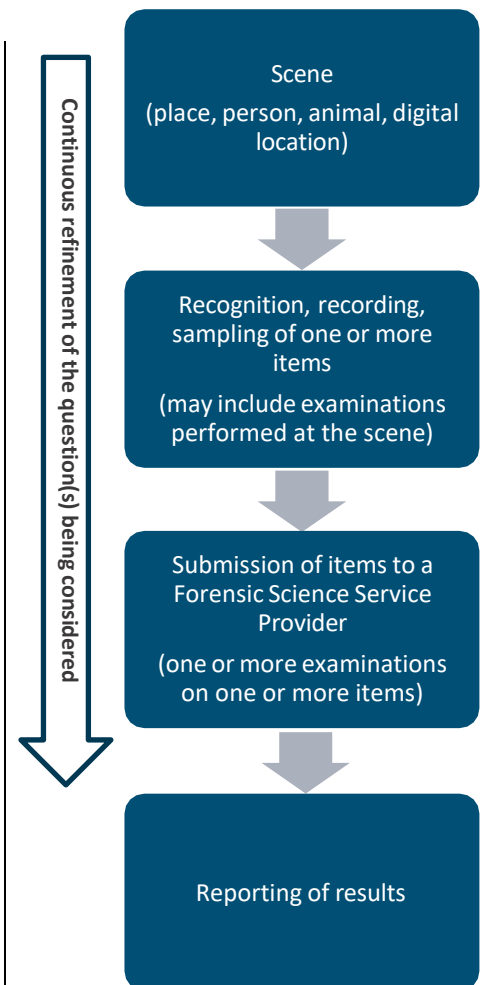 Continuous refinement of the question(s) being considered
Scene
(place, person, animal, digital
location)
Recognition, recording,
sampling of one or more
items
(may include examinations
performed at the scene)
Submission of items to a
Forensic Science Service
Provider
(one or more examinations
on one or more items)
Reporting of results